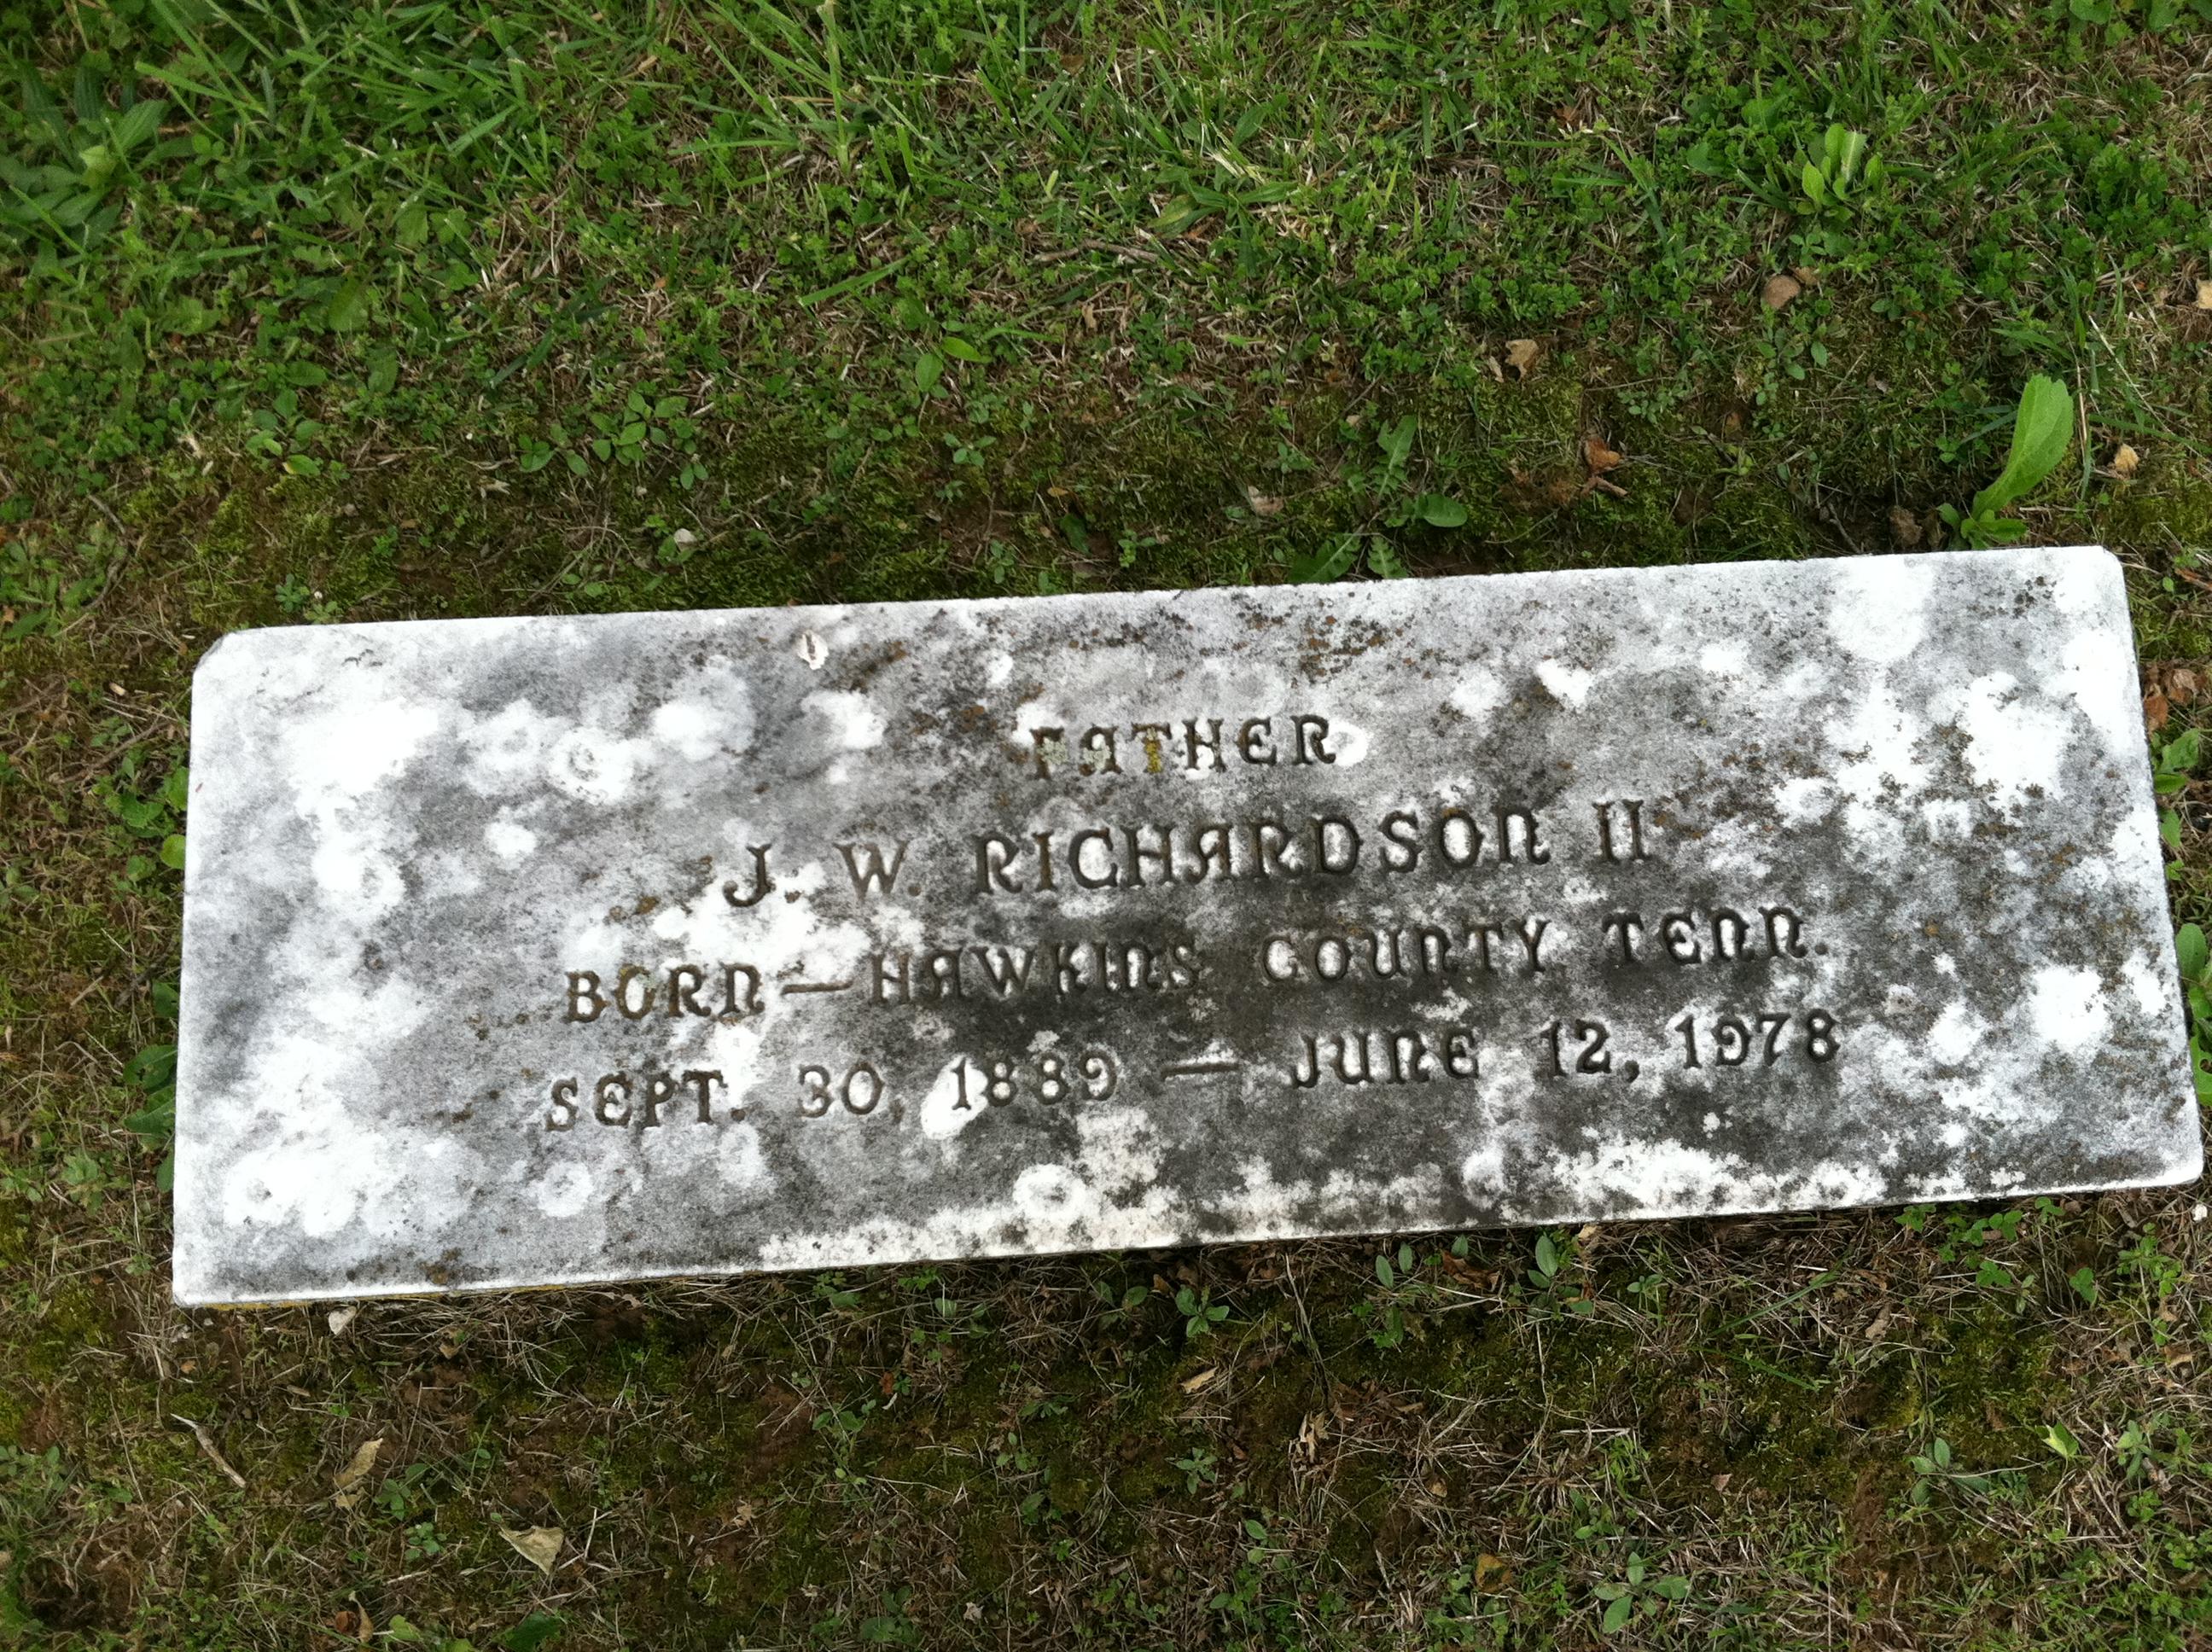 FATHER
J. W. RICHARDSON II
BORN — HAWKINS COUNTY TENN.
SEPT. 30, 1889 — JUNE 12, 1978